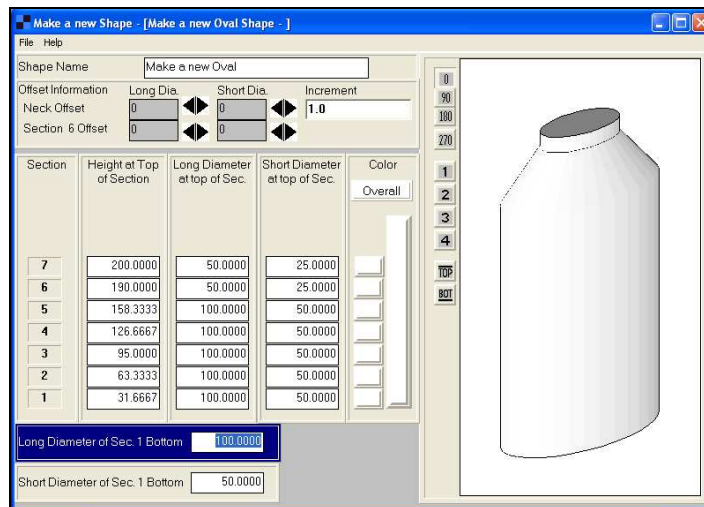 Make a new Shape - [Make a new Oval Shape - ]
File Help
Shape Name Make a new Oval
Offset Information Long Dia. Short Dia. Increment
Neck Offset 0 0 1.0
Section 6 Offset 0 0
Section Height at Top of Section Long Diameter at top of Sec. Short Diameter at top of Sec. Color
Overall
7 200.0000 50.0000 25.0000
6 190.0000 50.0000 25.0000
5 158.3333 100.0000 50.0000
4 126.6667 100.0000 50.0000
3 95.0000 100.0000 50.0000
2 63.3333 100.0000 50.0000
1 31.6667 100.0000 50.0000
Long Diameter of Sec. 1 Bottom 100.0000
Short Diameter of Sec. 1 Bottom 50.0000
0
90
180
270
1
2
3
4
TOP
BOT